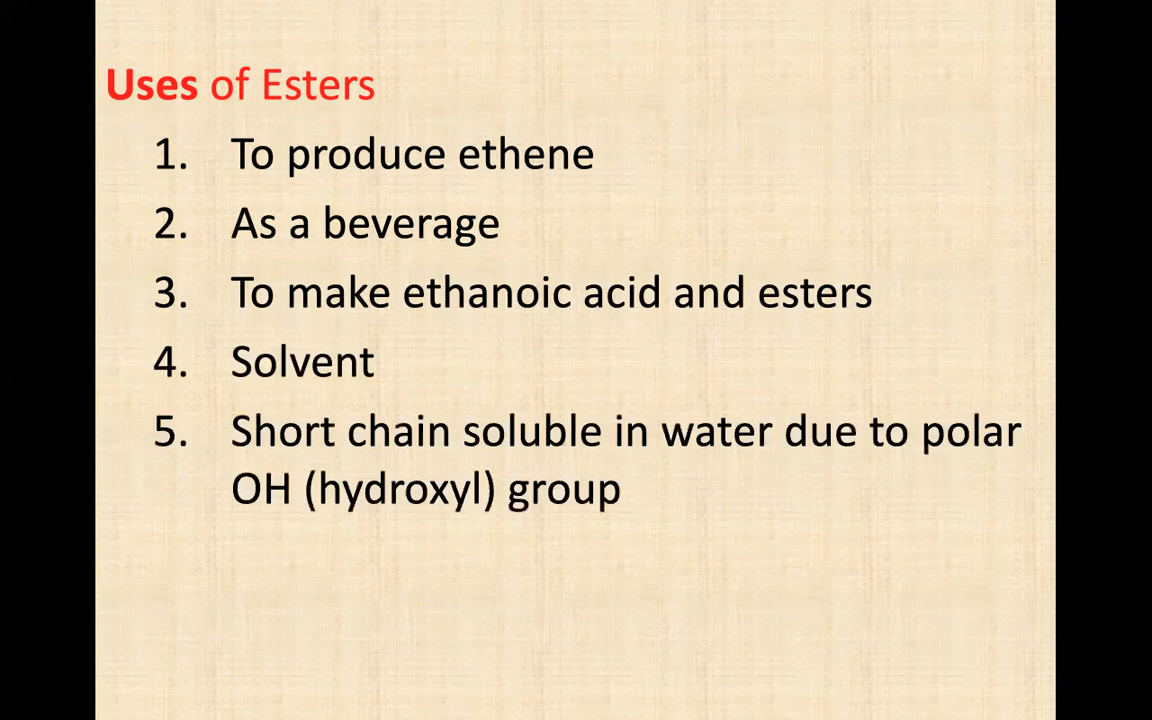 Uses of Esters
1. To produce ethene
2. As a beverage
3. To make ethanoic acid and esters
4. Solvent
5. Short chain soluble in water due to polar
OH (hydroxyl) group